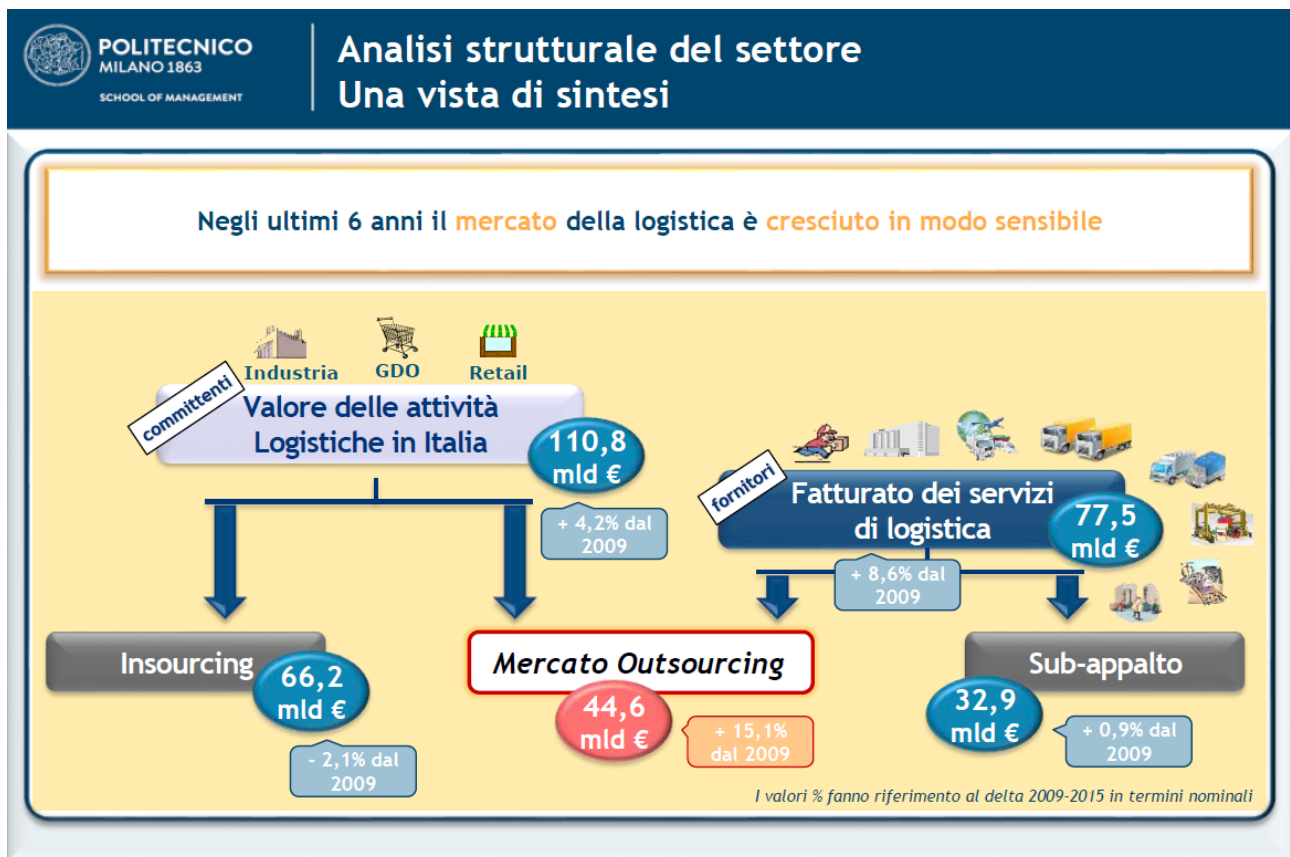 POLITECNICO
MILANO 1863
SCHOOL OF MANAGEMENT
Analisi strutturale del settore
Una vista di sintesi
Negli ultimi 6 anni il mercato della logistica è cresciuto in modo sensibile
Industria
GDO
Retail
committenti
Valore delle attività
Logistiche in Italia
110,8
mld €
+ 4,2% dal
2009
fornitori
Fatturato dei servizi
di logistica
77,5
mld €
+ 8,6% dal
2009
Insourcing
66,2
mld €
- 2,1% dal
2009
Mercato Outsourcing
44,6
mld €
+ 15,1%
dal 2009
Sub-appalto
32,9
mld €
+ 0,9% dal
2009
I valori % fanno riferimento al delta 2009-2015 in termini nominali